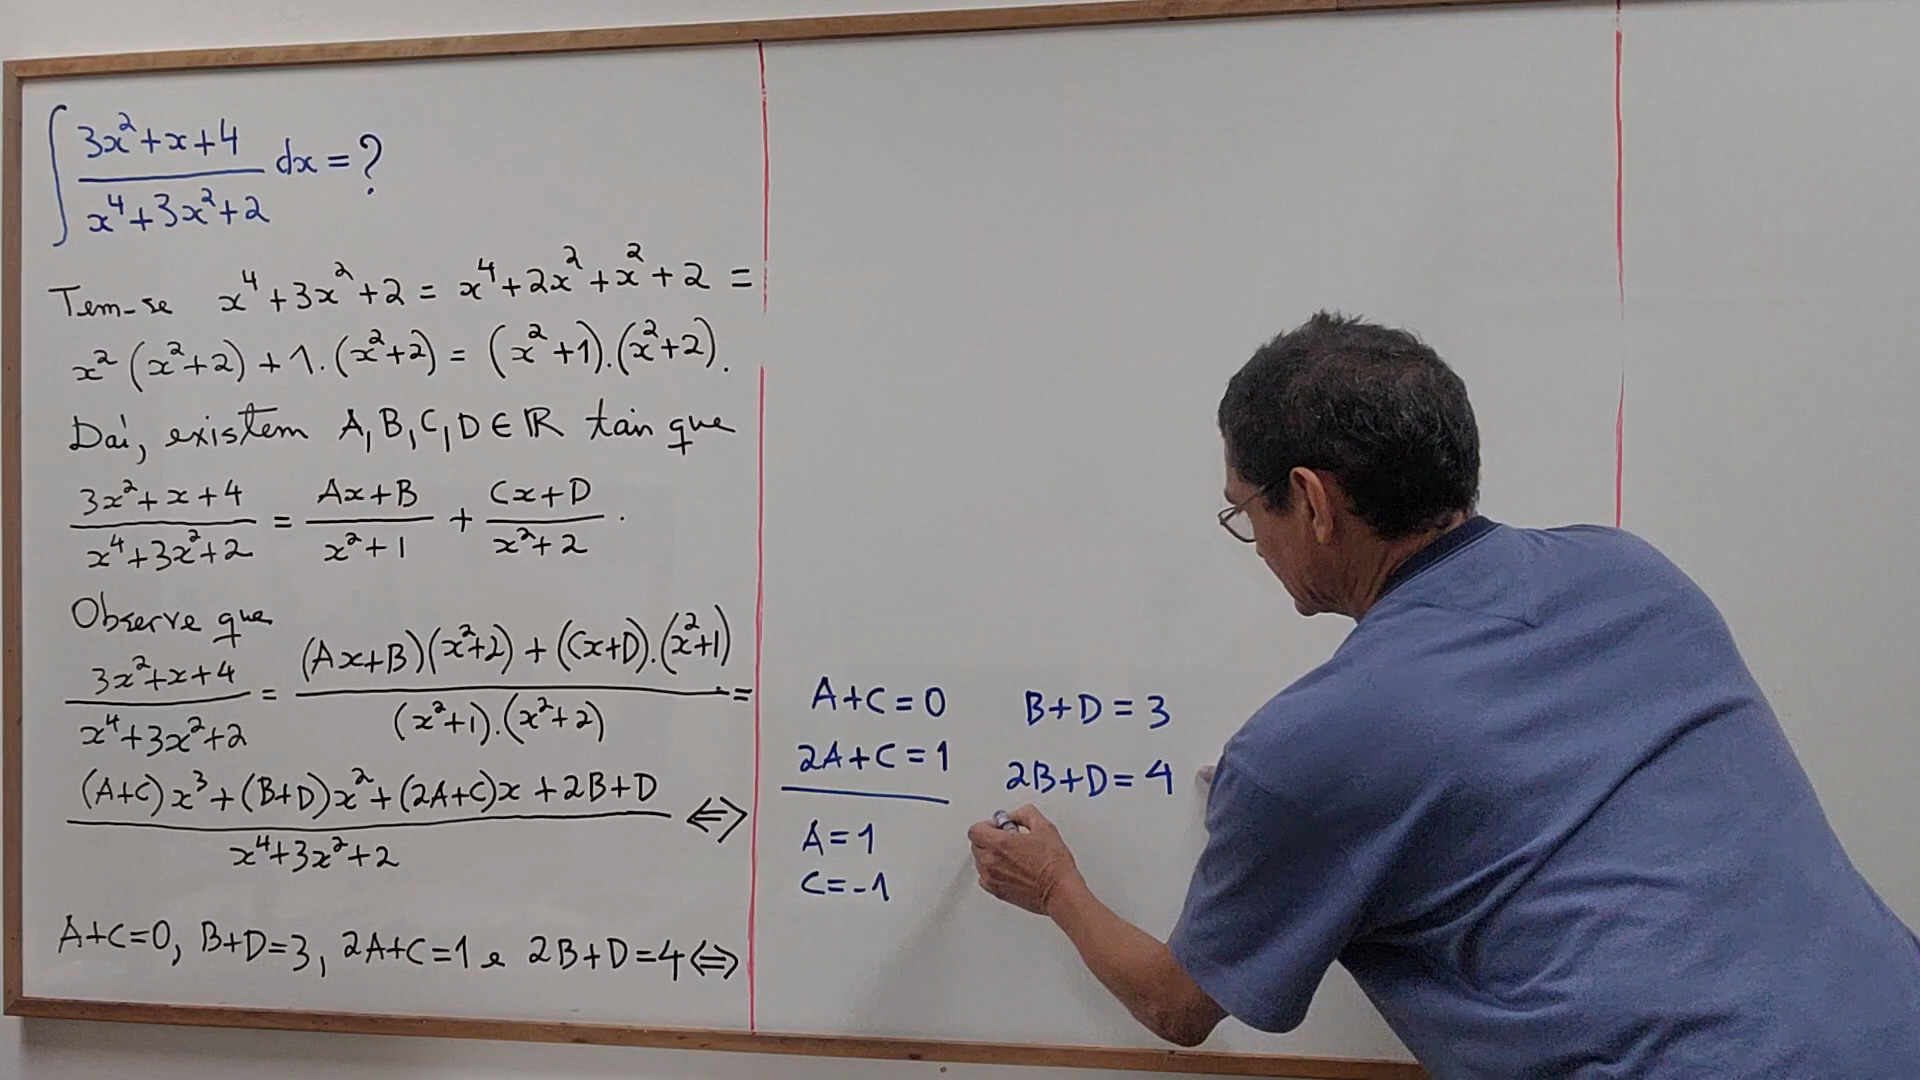 ∫ (3x²+x+4)/(x⁴+3x²+2) dx = ?
Tem-se x⁴+3x²+2 = x⁴+2x²+x²+2 =
x²(x²+2)+1.(x²+2) = (x²+1).(x²+2).
Daí, existem A,B,C,D∈ℝ tais que
(3x²+x+4)/(x⁴+3x²+2) = (Ax+B)/(x²+1) + (Cx+D)/(x²+2).
Observe que
(3x²+x+4)/(x⁴+3x²+2) = ((Ax+B)(x²+2)+(Cx+D).(x²+1))/((x²+1).(x²+2)) =
((A+C)x³+(B+D)x²+(2A+C)x+2B+D)/(x⁴+3x²+2) ⇔
A+C=0, B+D=3, 2A+C=1 e 2B+D=4 ⇔
A+C=0
2A+C=1
A=1
C=-1
B+D=3
2B+D=4